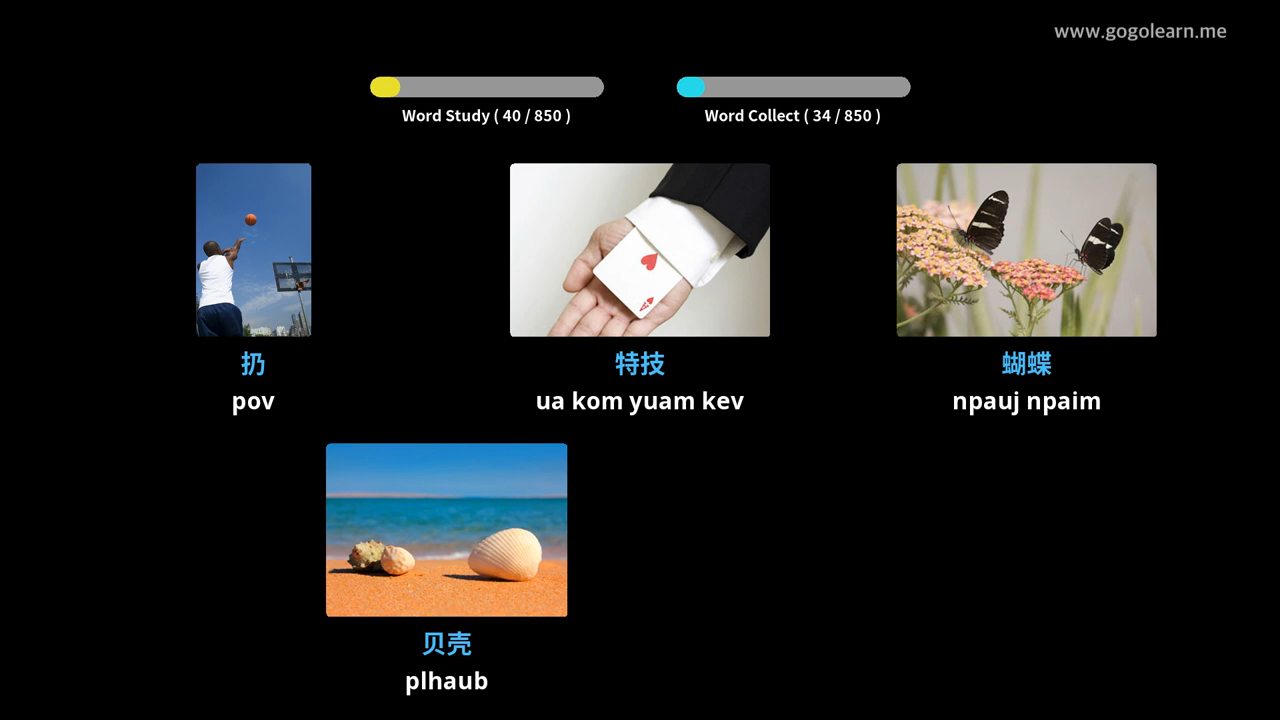 www.gogolearn.me
Word Study ( 40 / 850 )
Word Collect ( 34 / 850 )
扔
pov
特技
ua kom yuam kev
蝴蝶
npauj npaim
贝壳
plhaub